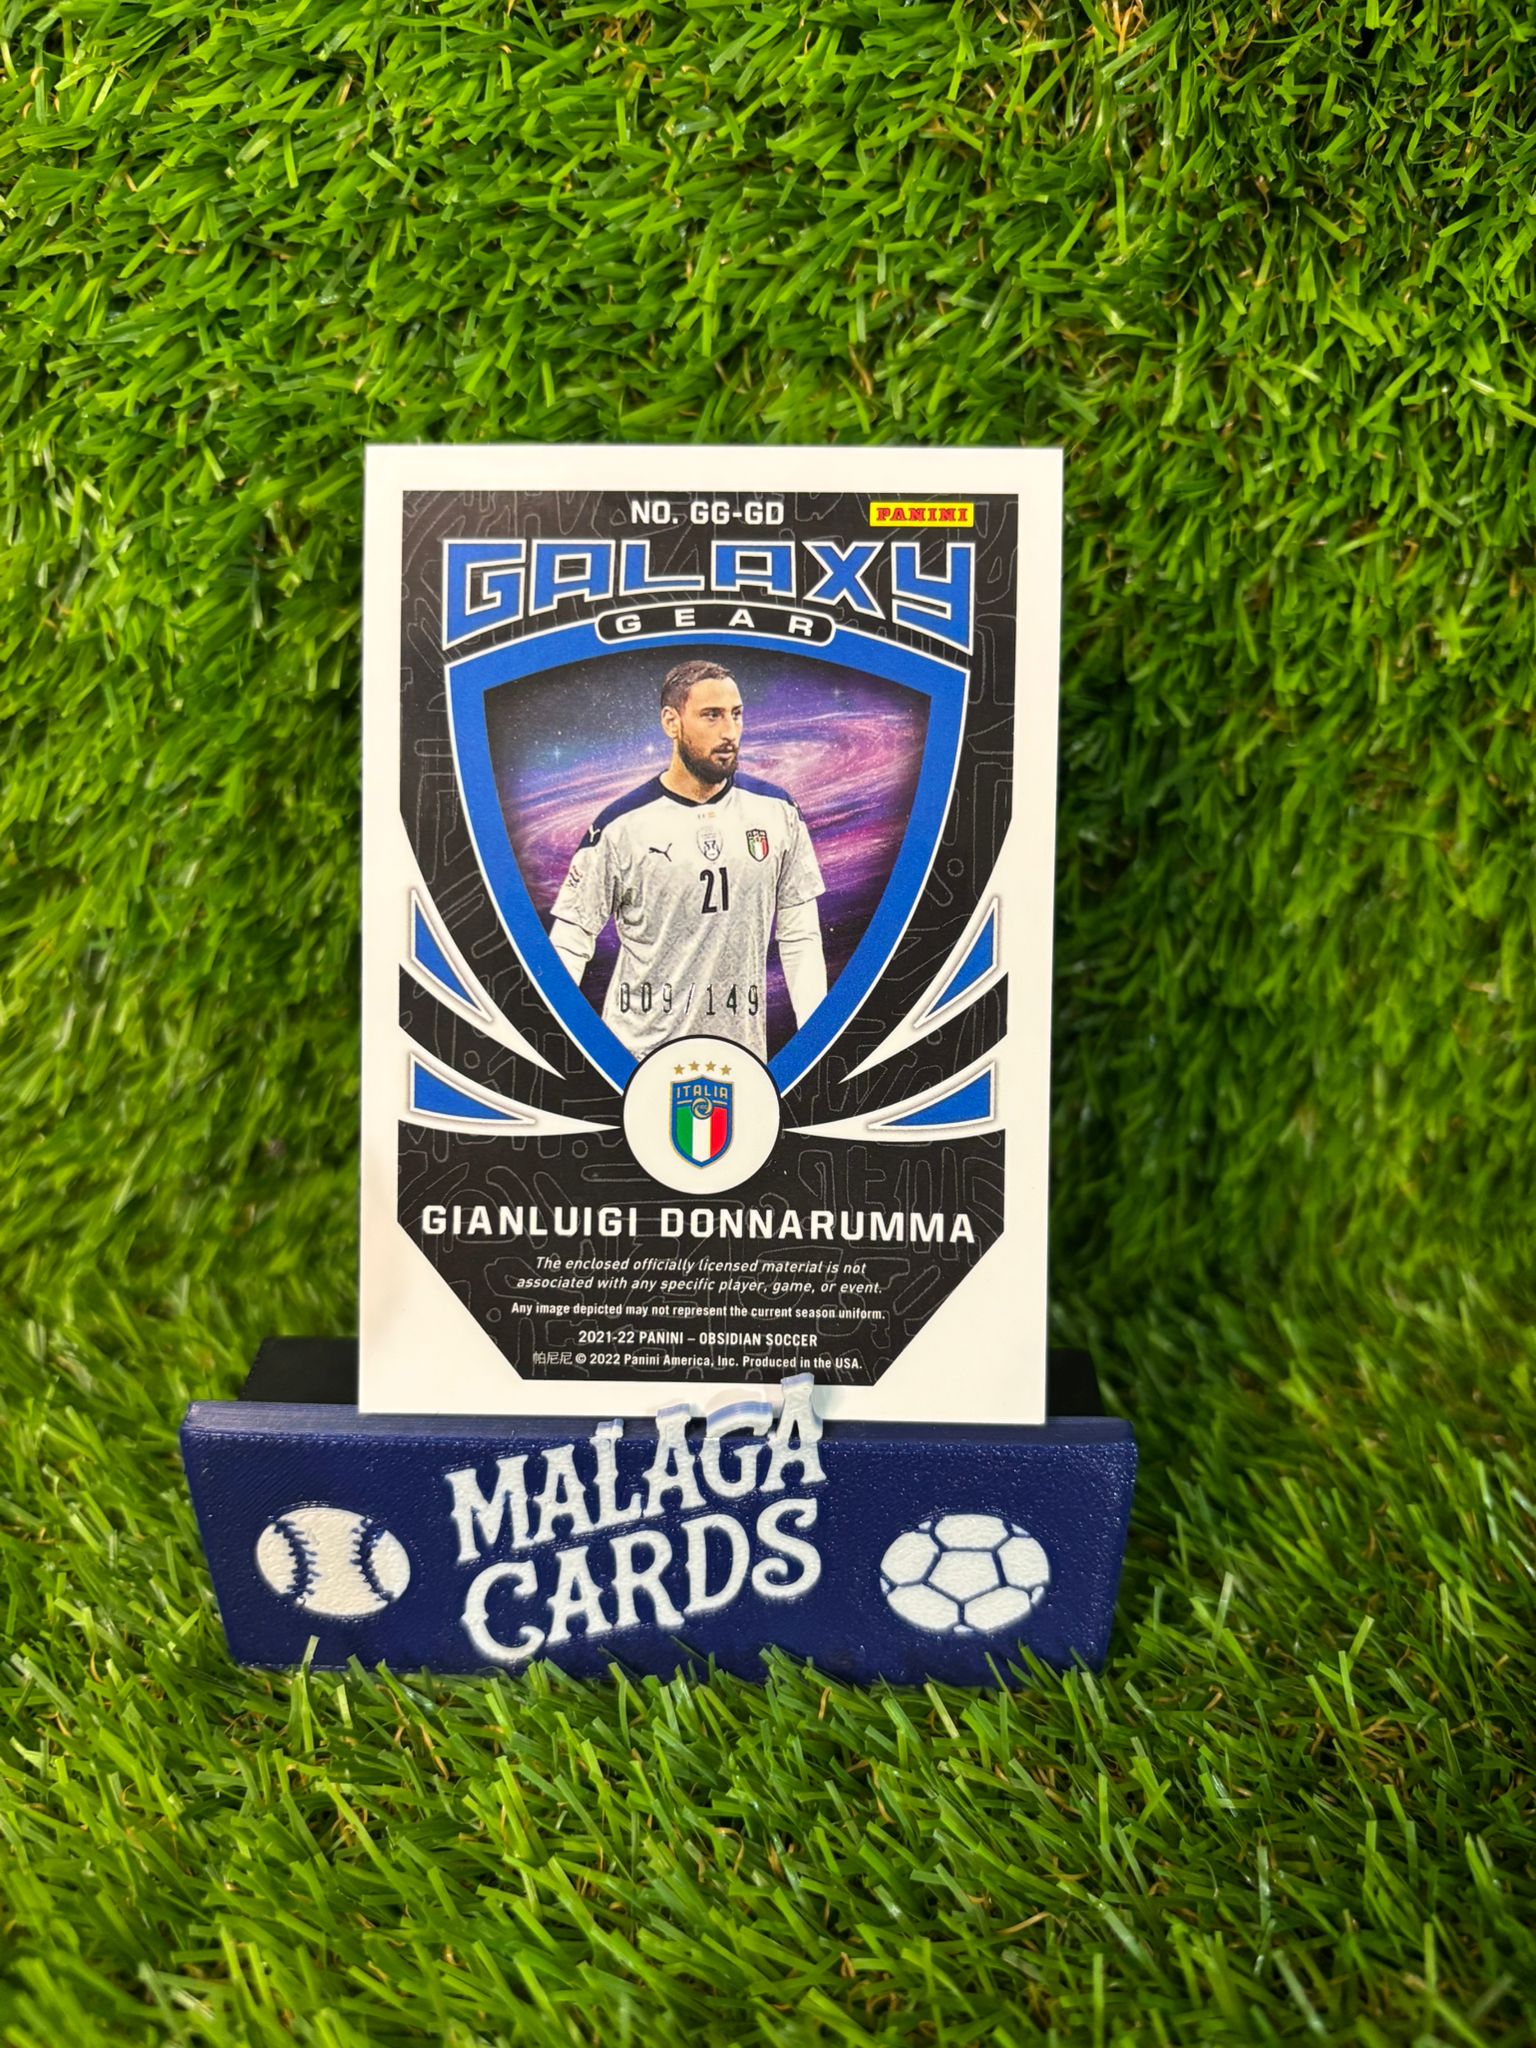 NO. GG-GD
PANINI
GALAXY
GEAR
21
009/149
ITALIA
GIANLUIGI DONNARUMMA
The enclosed officially licensed material is not
associated with any specific player, game, or event.
Any image depicted may not represent the current season uniform.
2021-22 PANINI – OBSIDIAN SOCCER
帕尼尼 © 2022 Panini America, Inc. Produced in the USA.
MALAGA
CARDS